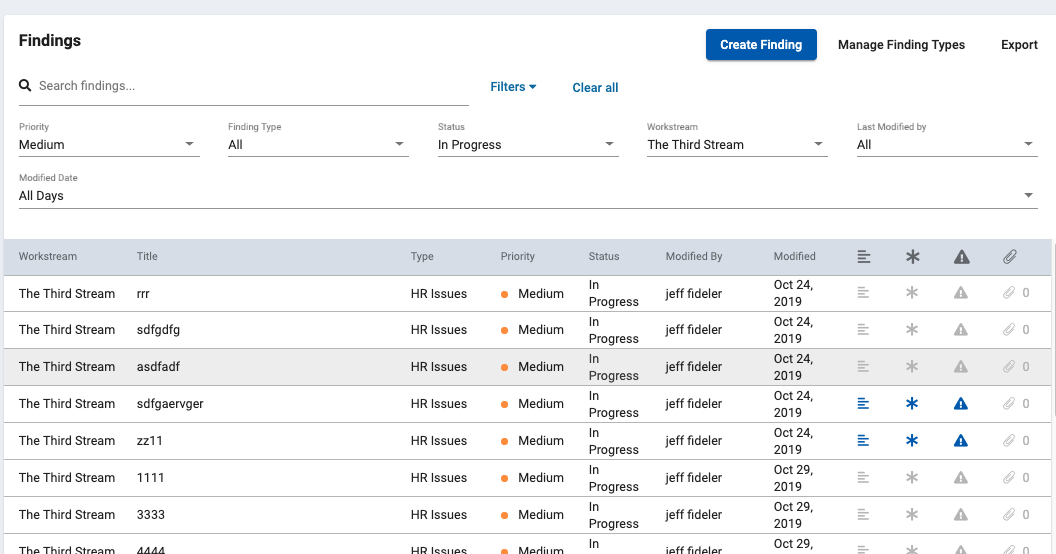 Findings
Create Finding
Manage Finding Types
Export
Search findings...
Filters
Clear all
Priority
Medium
Finding Type
All
Status
In Progress
Workstream
The Third Stream
Last Modified by
All
Modified Date
All Days
Workstream Title Type Priority Status Modified By Modified
The Third Stream rrr HR Issues Medium In Progress jeff fideler Oct 24, 2019 0
The Third Stream sdfgdfg HR Issues Medium In Progress jeff fideler Oct 24, 2019 0
The Third Stream asdfadf HR Issues Medium In Progress jeff fideler Oct 24, 2019 0
The Third Stream sdfgaervger HR Issues Medium In Progress jeff fideler Oct 24, 2019 0
The Third Stream zz11 HR Issues Medium In Progress jeff fideler Oct 24, 2019 0
The Third Stream 1111 HR Issues Medium In Progress jeff fideler Oct 29, 2019 0
The Third Stream 3333 HR Issues Medium In Progress jeff fideler Oct 29, 2019 0
The Third Stream 4444 HR Issues Medium In jeff fideler Oct 29, 0